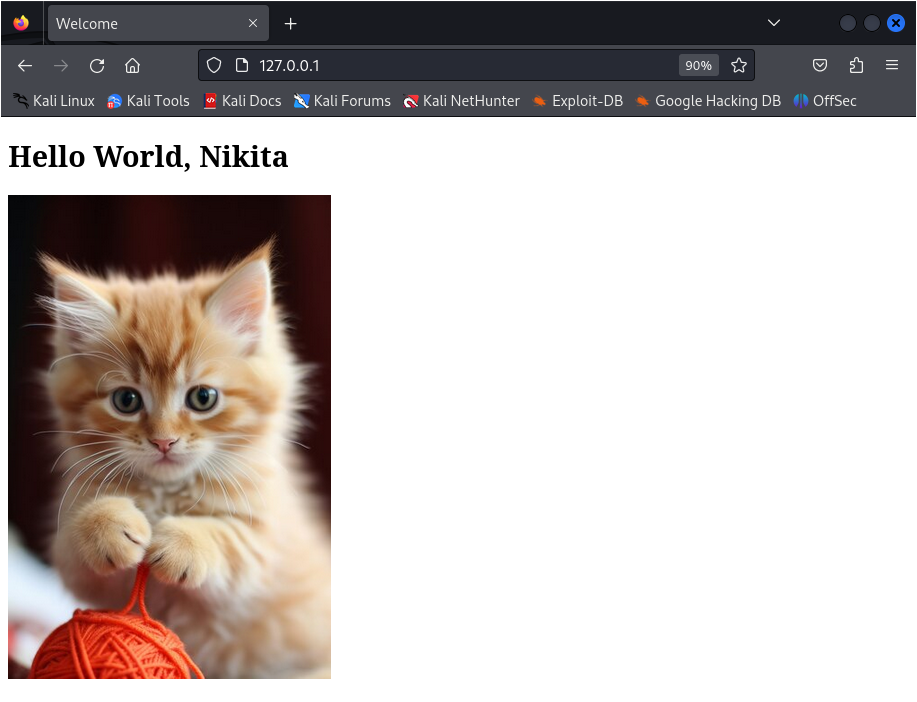 Welcome
127.0.0.1 90%
Kali Linux Kali Tools Kali Docs Kali Forums Kali NetHunter Exploit-DB Google Hacking DB OffSec
Hello World, Nikita